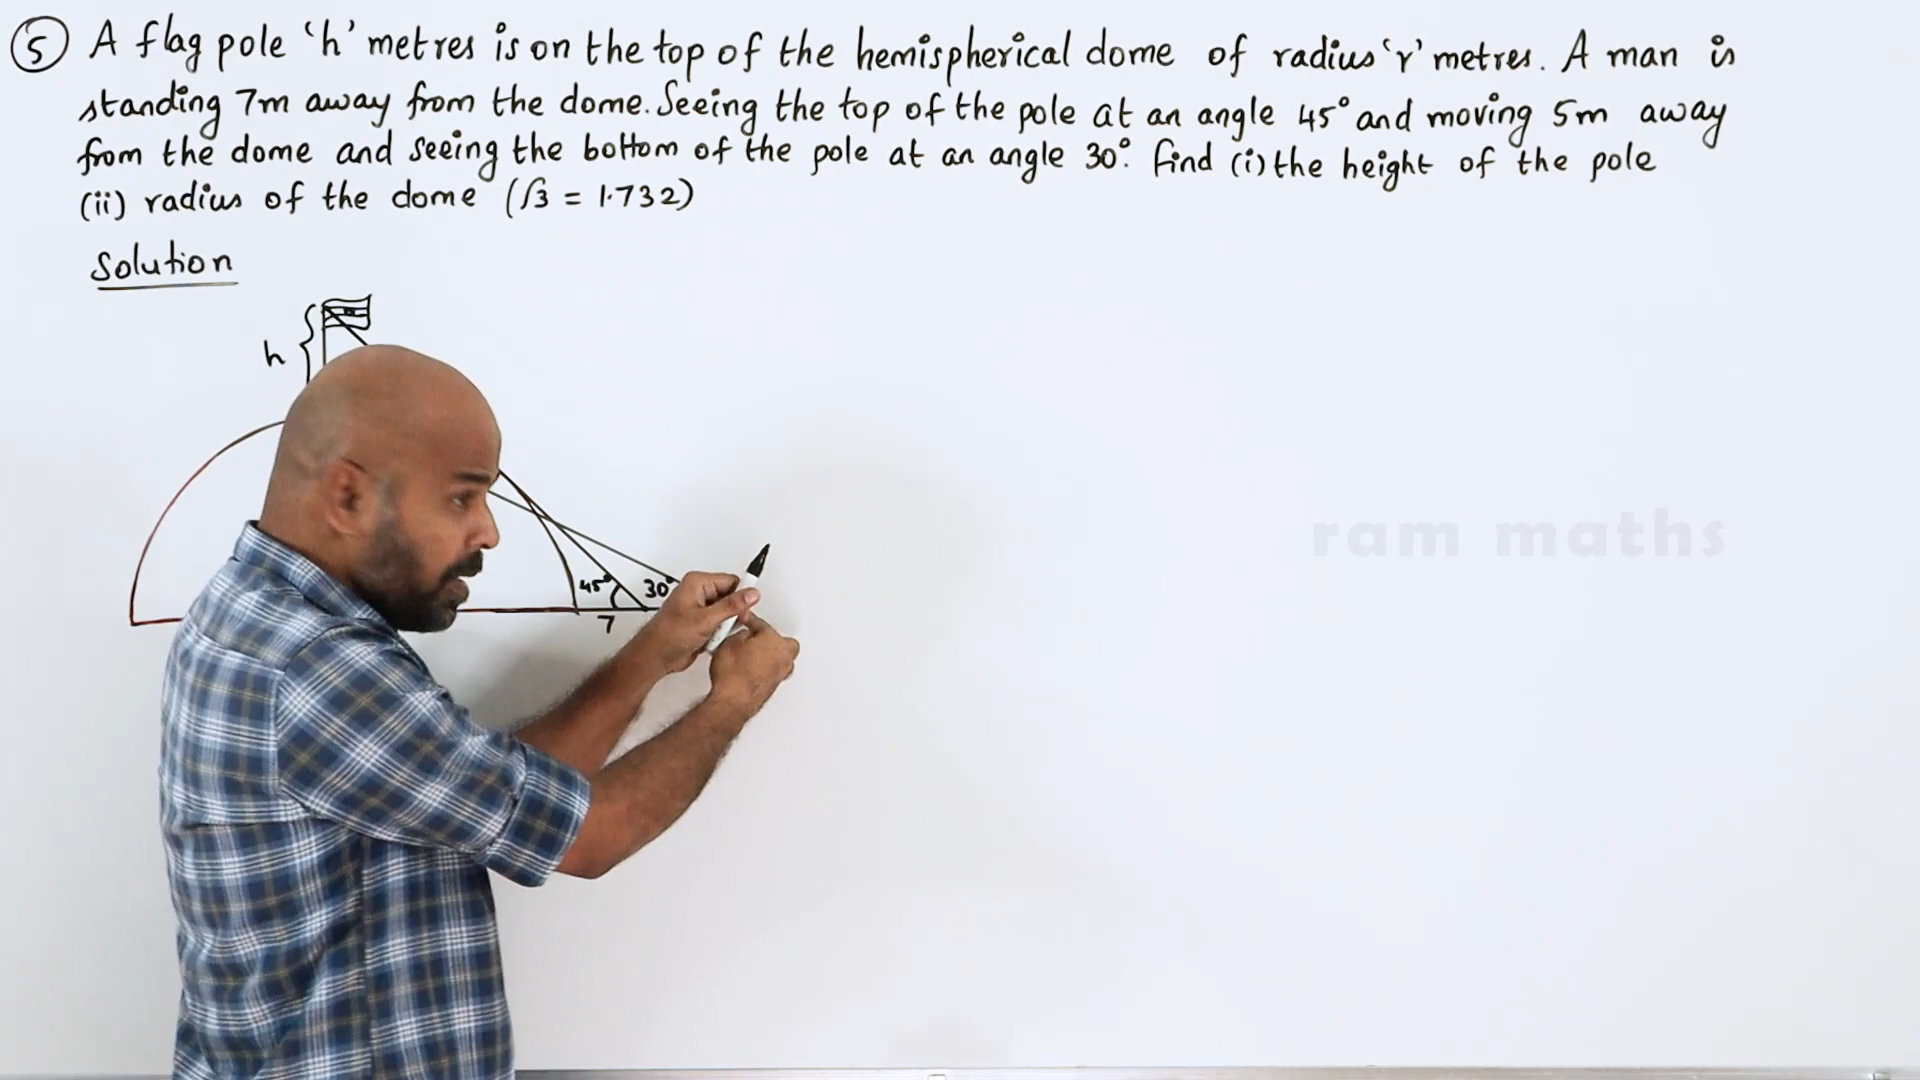 5 A flag pole 'h' metres is on the top of the hemispherical dome of radius 'r' metres. A man is
standing 7m away from the dome. Seeing the top of the pole at an angle 45° and moving 5m away
from the dome and seeing the bottom of the pole at an angle 30°. find (i) the height of the pole
(ii) radius of the dome (√3 = 1.732)
Solution
h
ram maths
45° 30°
7